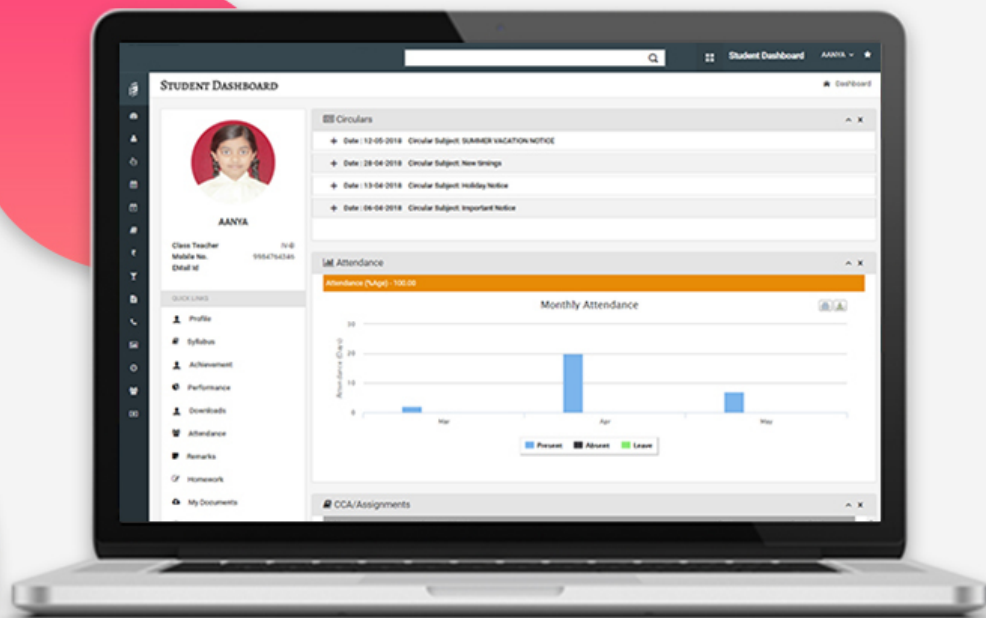 Student Dashboard AANYA
STUDENT DASHBOARD
Dashboard
AANYA
Class Teacher IV-B
Mobile No. 9984764346
EMail Id
QUICK LINKS
Profile
Syllabus
Achievement
Performance
Downloads
Attendance
Remarks
Homework
My Documents
Circulars
Date : 12-05-2018 Circular Subject: SUMMER VACATION NOTICE
Date : 28-04-2018 Circular Subject: New timings
Date : 13-04-2018 Circular Subject: Holiday Notice
Date : 06-04-2018 Circular Subject: Important Notice
Attendance
Attendance (%Age) - 100.00
Monthly Attendance
Attendance (Days)
30
20
10
0
Mar Apr May
Present Absent Leave
CCA/Assignments